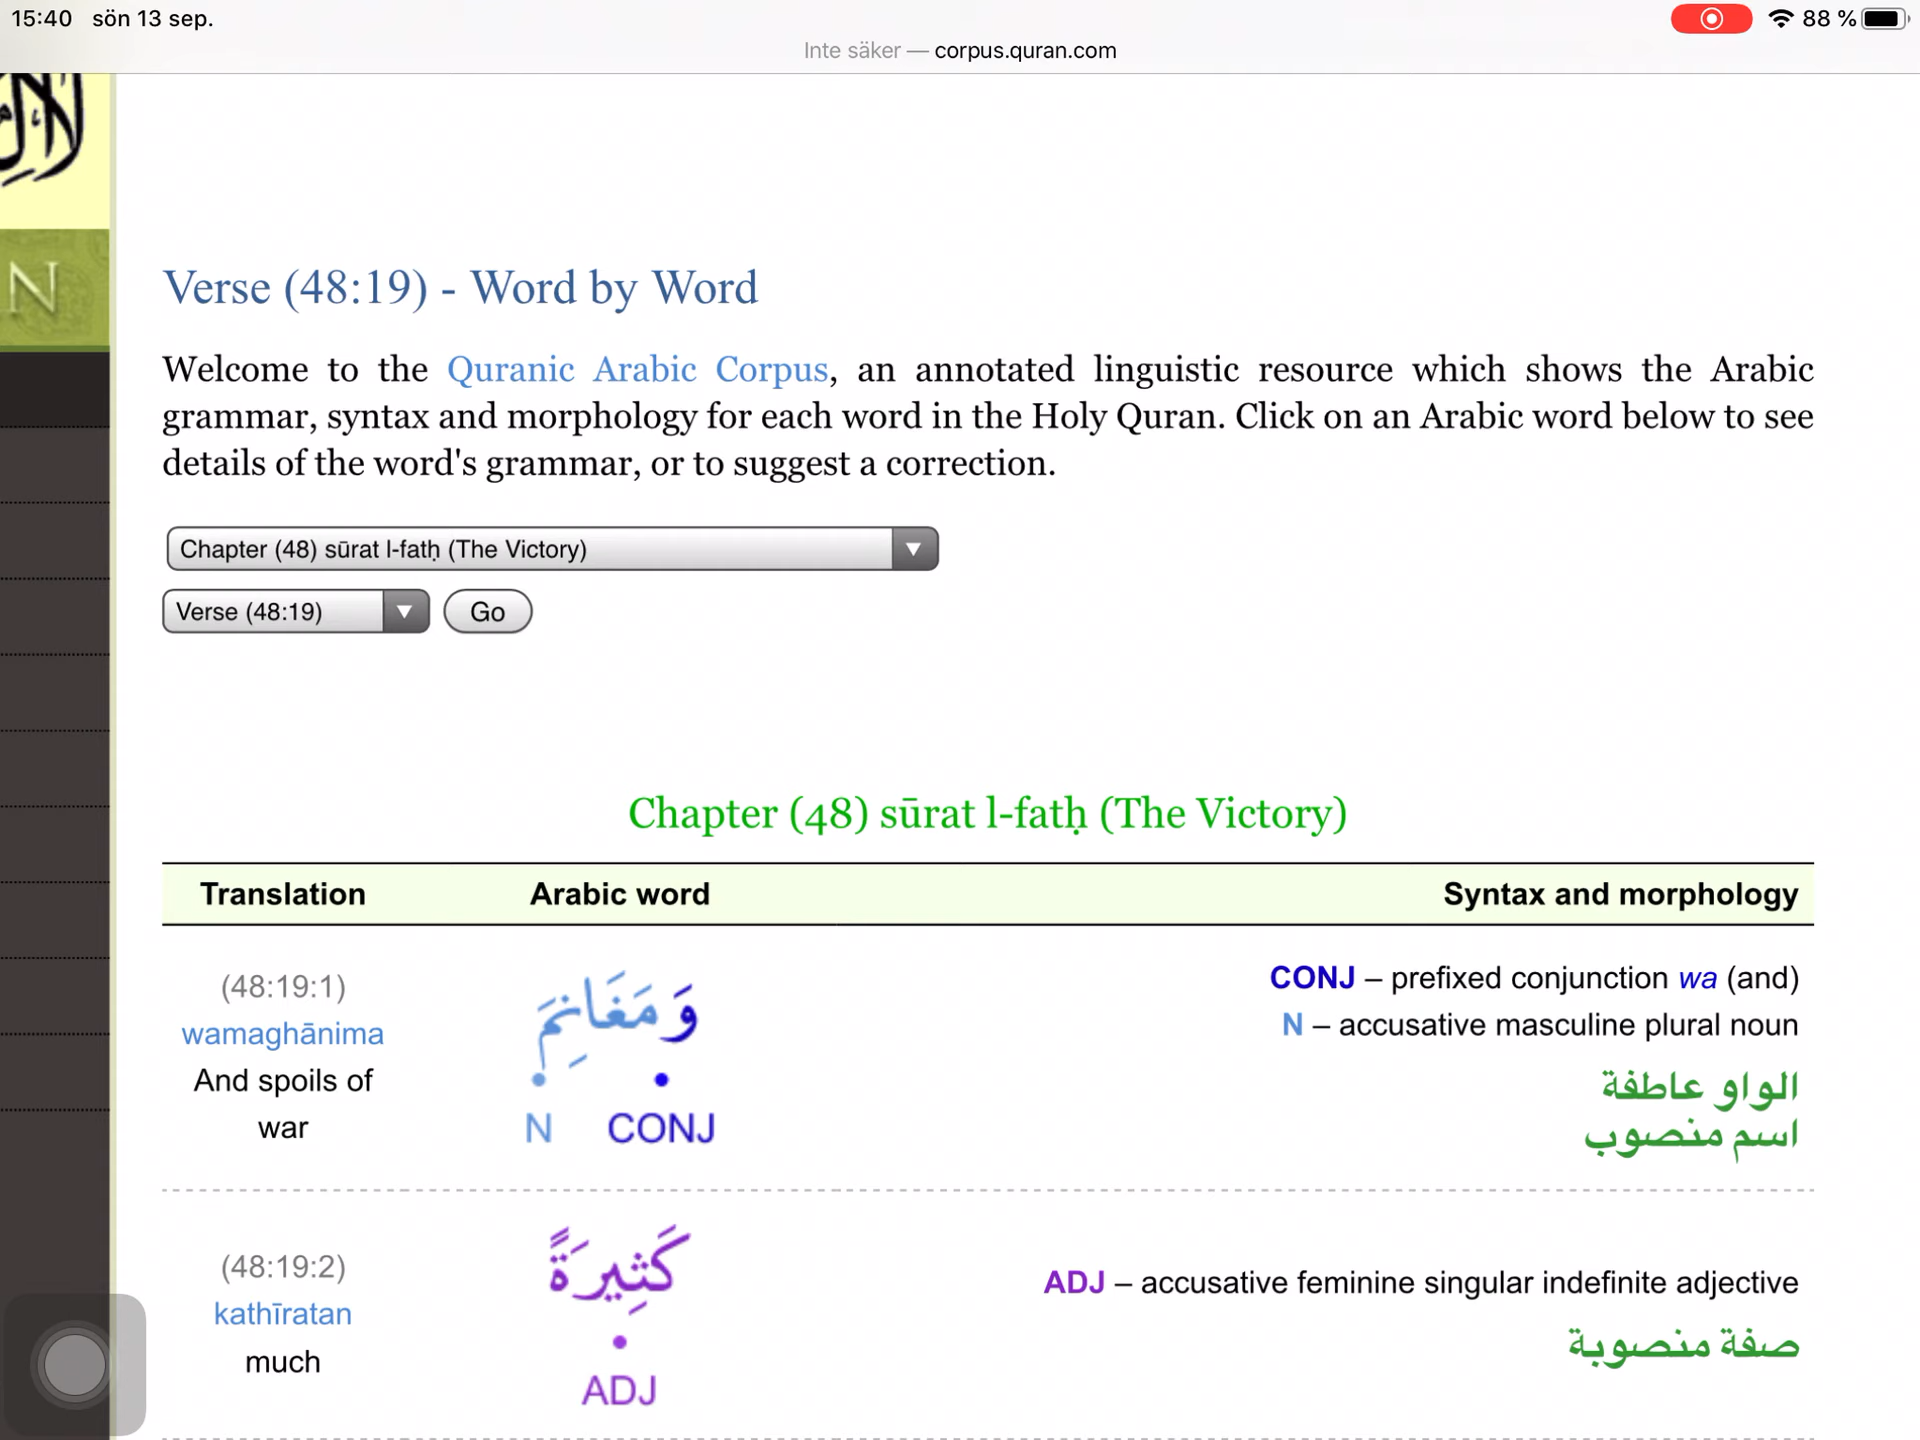 15:40 sön 13 sep.
88 %
Inte säker — corpus.quran.com
N
Verse (48:19) - Word by Word
Welcome to the Quranic Arabic Corpus, an annotated linguistic resource which shows the Arabic
grammar, syntax and morphology for each word in the Holy Quran. Click on an Arabic word below to see
details of the word's grammar, or to suggest a correction.
Chapter (48) sūrat l-fatḥ (The Victory)
Verse (48:19)
Go
Chapter (48) sūrat l-fatḥ (The Victory)
Translation Arabic word Syntax and morphology
(48:19:1)
wamaghānima
And spoils of
war
وَمَغَانِمَ
N CONJ
CONJ – prefixed conjunction wa (and)
N – accusative masculine plural noun
الواو عاطفة
اسم منصوب
(48:19:2)
kathīratan
much
كَثِيرَةً
ADJ
ADJ – accusative feminine singular indefinite adjective
صفة منصوبة